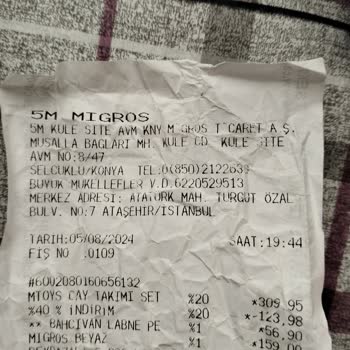 5M MIGROS
5M KULE SITE AVM KNY M GROS T CARET A Ş.
MUSALLA BAGLARI MH. KULE CD. KULE SITE
AVM NO:8/47
SELCUKLU/KONYA TEL:0(850)2122639
BUYUK MUKELLEFLER V.D.6220529513
MERKEZ ADRESI: ATATÜRK MAH. TURGUT ÖZAL
BULV. NO:7 ATAŞEHIR/ISTANBUL
TARIH:05/08/2024 SAAT:19:44
FIŞ NO .0109
#6002080160656132
MTOYS CAY TAKIMI SET %20 *309,95
%40 % INDIRIM %20 *-123,98
** BAHCIVAN LABNE PE %1 *56,90
MIGROS BEYAZ %1 *159,00